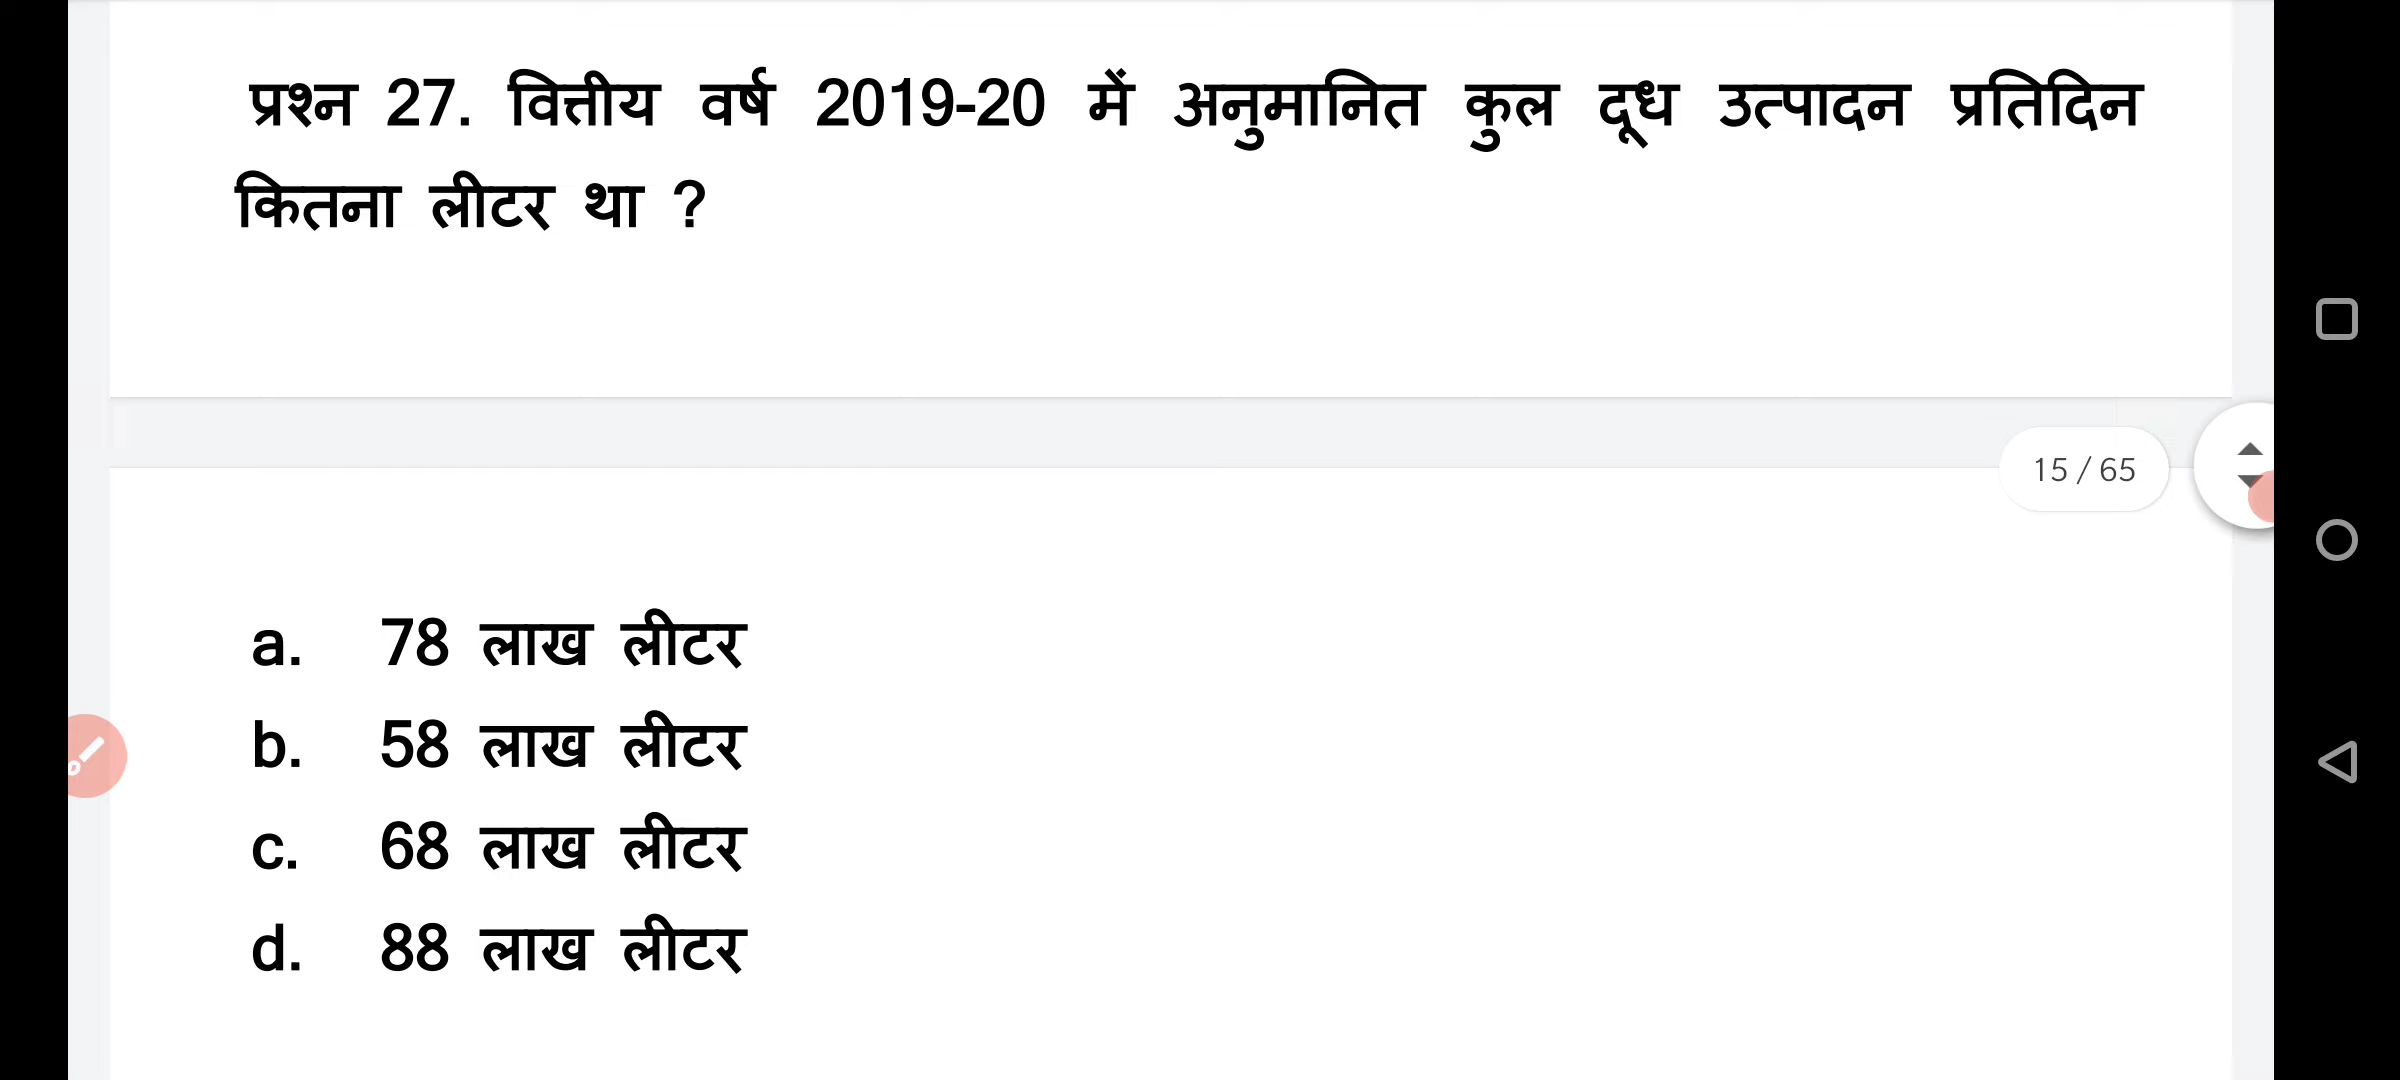 प्रश्न 27. वित्तीय वर्ष 2019-20 में अनुमानित कुल दूध उत्पादन प्रतिदिन
कितना लीटर था ?
15 / 65
a. 78 लाख लीटर
b. 58 लाख लीटर
c. 68 लाख लीटर
d. 88 लाख लीटर